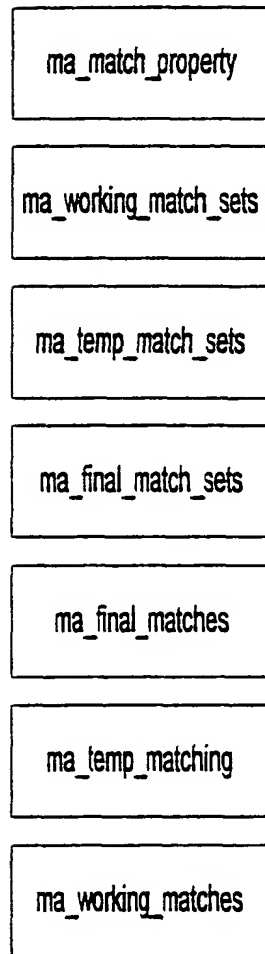 ma_match_property
ma_working_match_sets
ma_temp_match_sets
ma_final_match_sets
ma_final_matches
ma_temp_matching
ma_working_matches